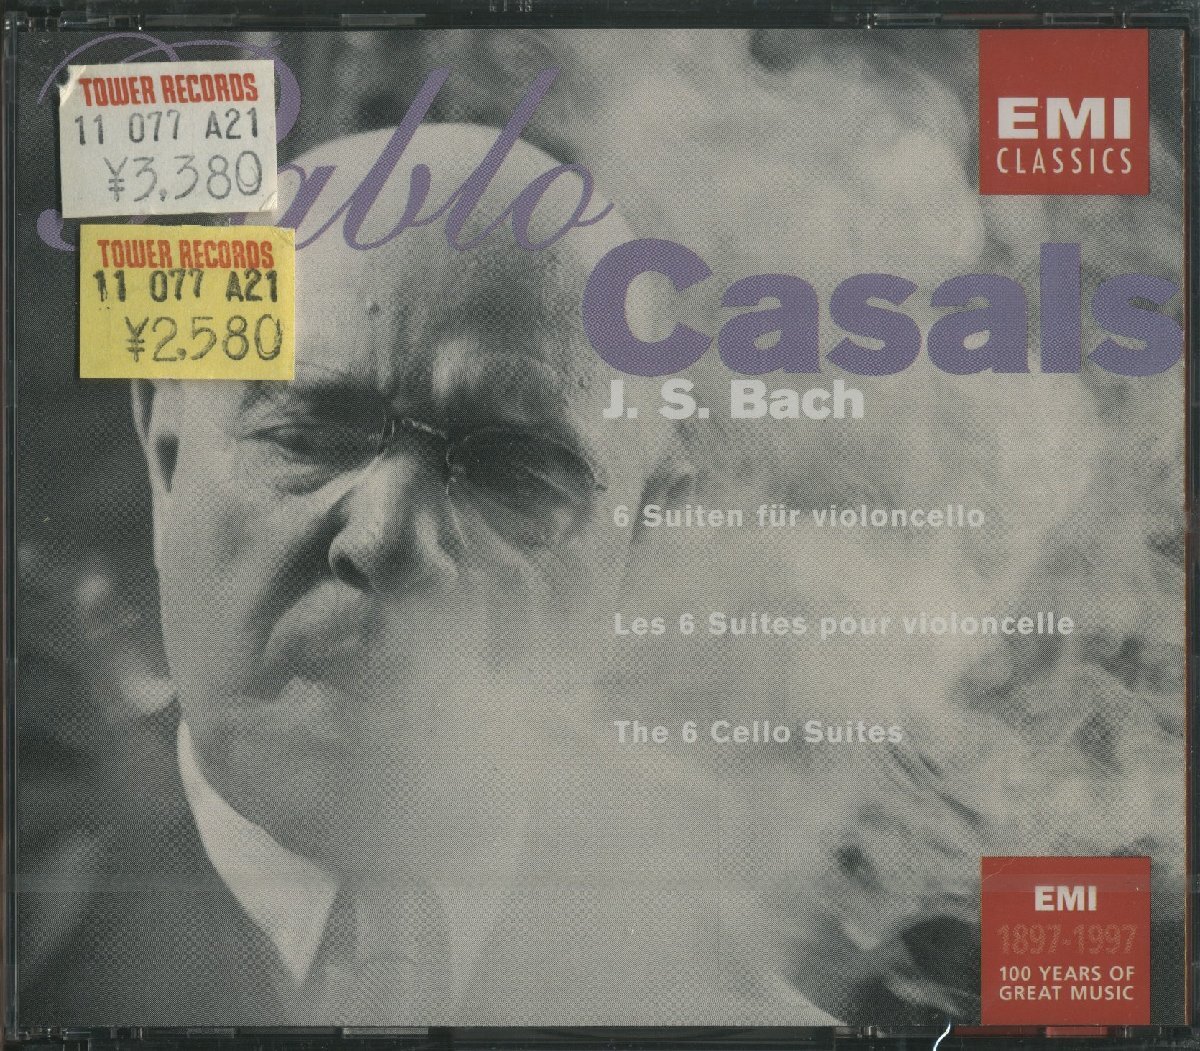 Pablo
Casals
TOWER RECORDS
11 077 A21
¥3,380
TOWER RECORDS
11 077 A21
¥2,580
EMI
CLASSICS
J. S. Bach
6 Suiten für violoncello
Les 6 Suites pour violoncelle
The 6 Cello Suites
EMI
1897-1997
100 YEARS OF
GREAT MUSIC